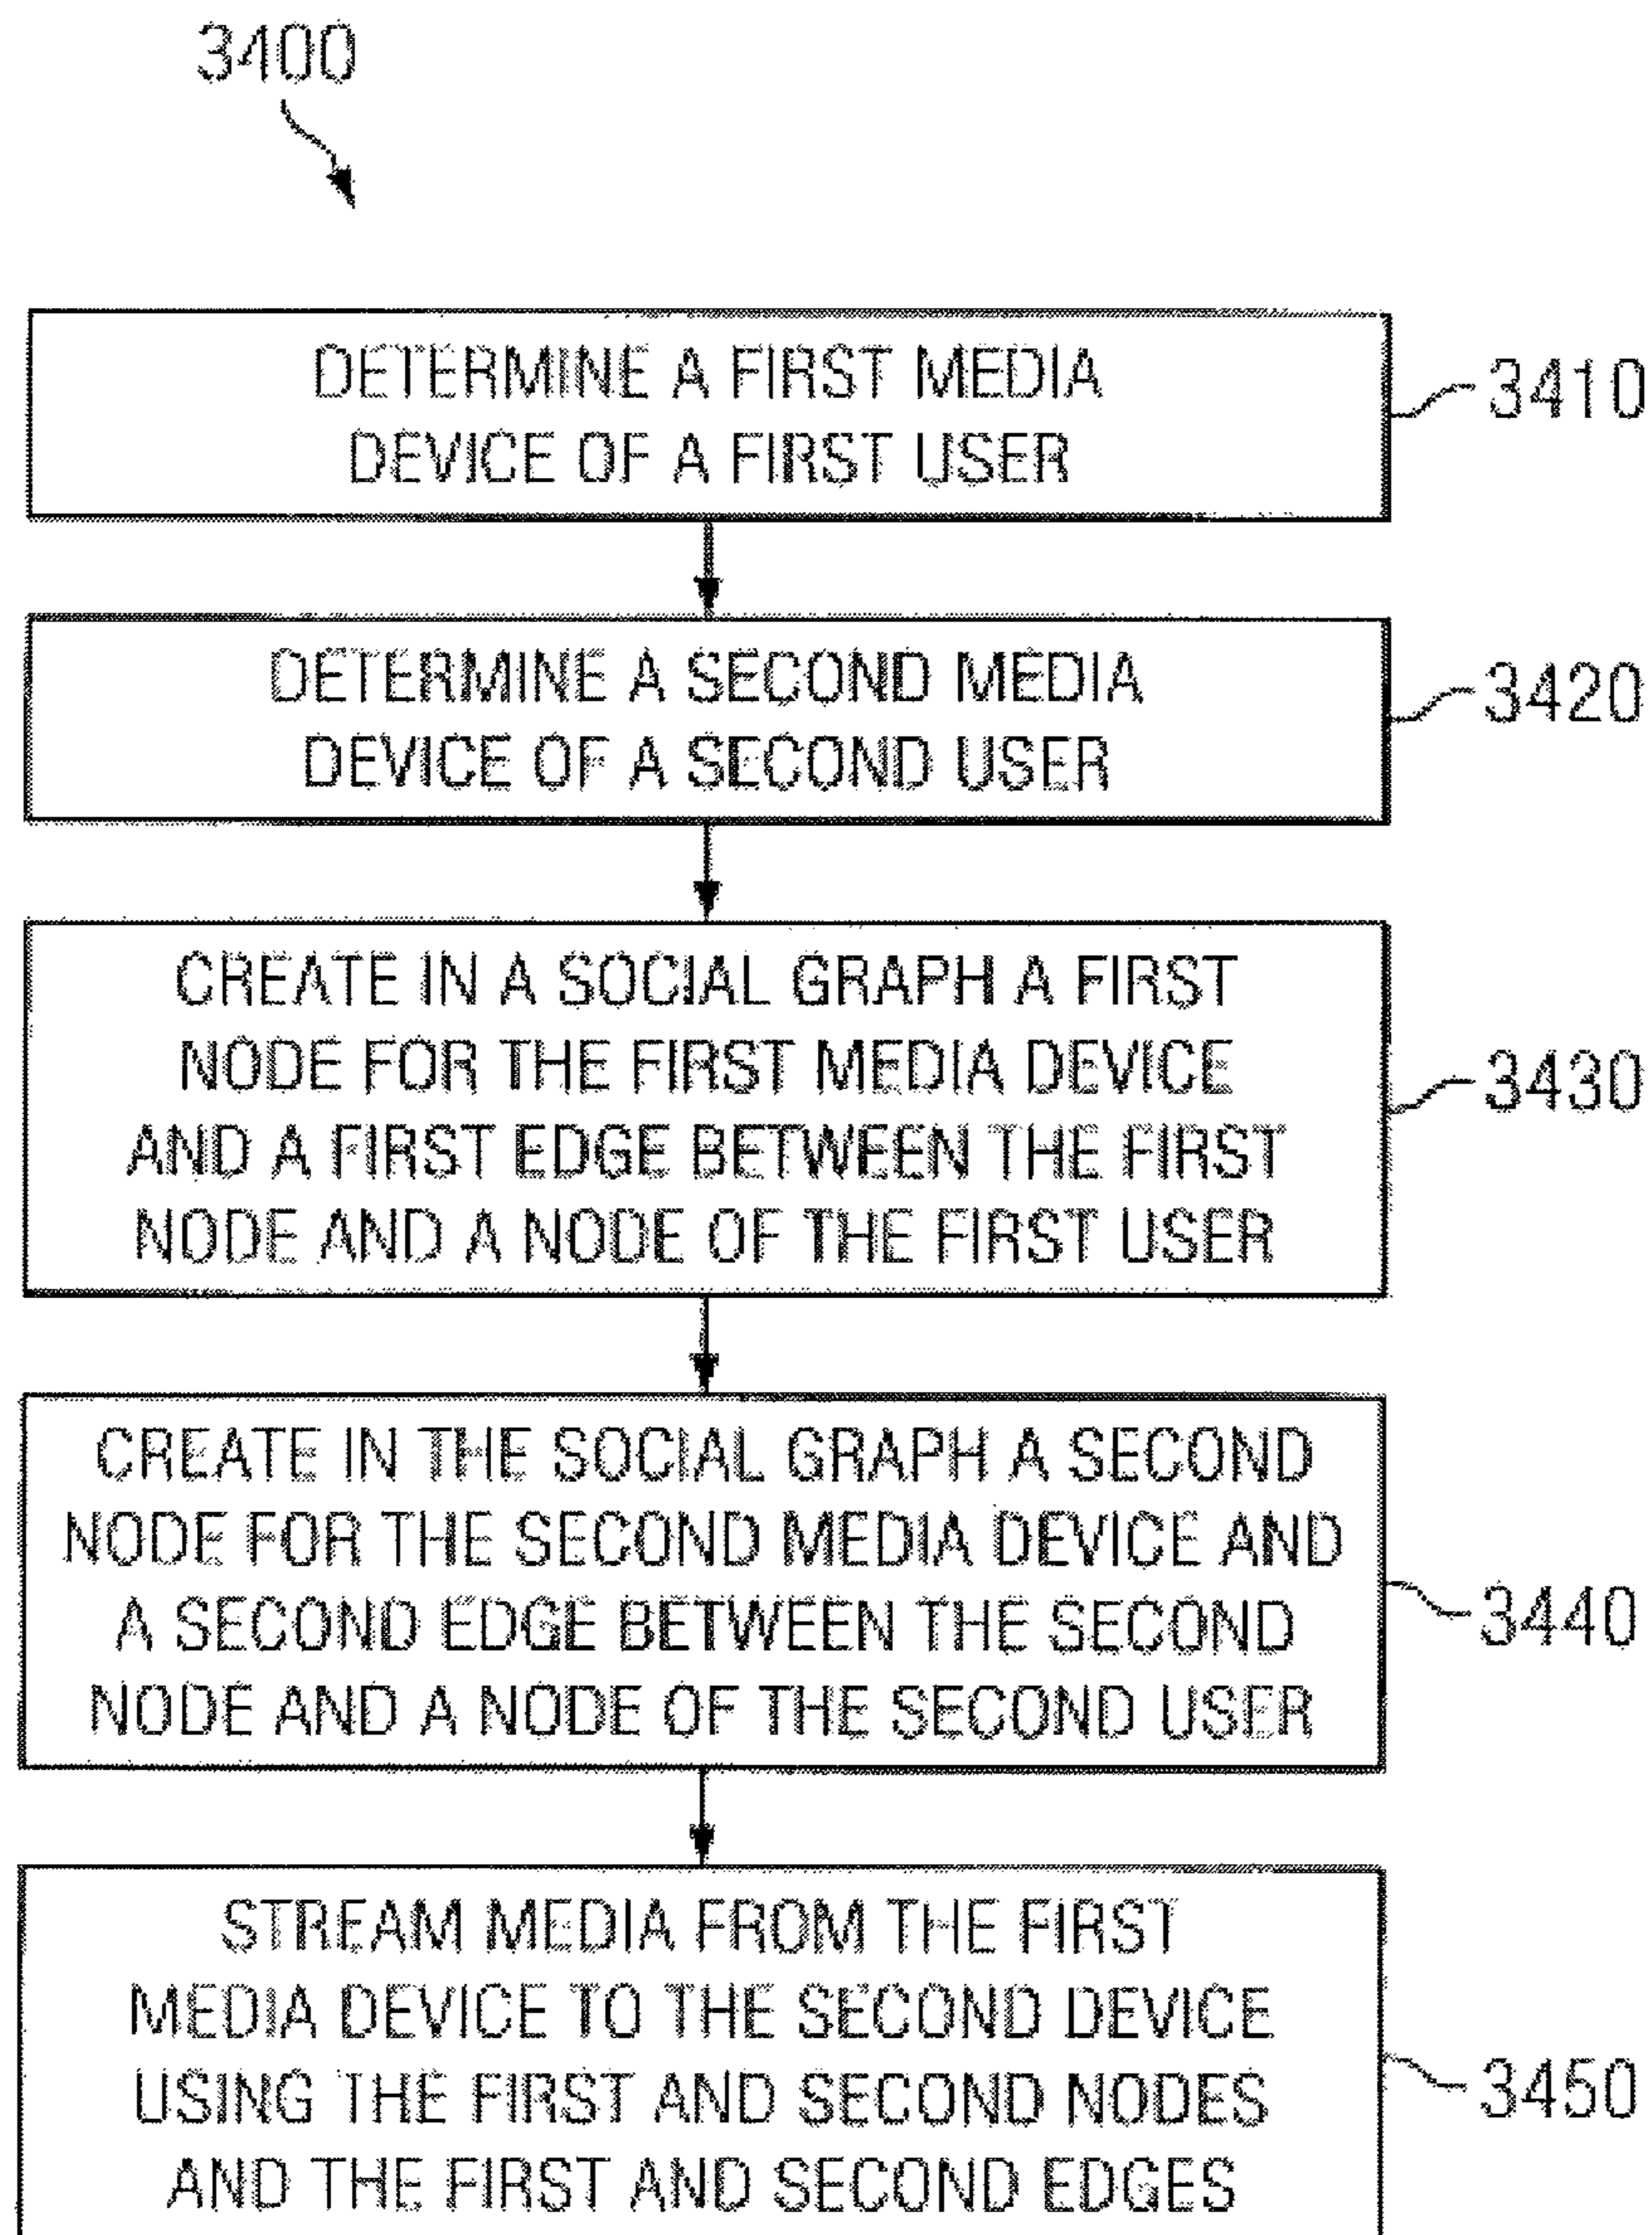 3400
DETERMINE A FIRST MEDIA
DEVICE OF A FIRST USER
3410
DETERMINE A SECOND MEDIA
DEVICE OF A SECOND USER
3420
CREATE IN A SOCIAL GRAPH A FIRST
NODE FOR THE FIRST MEDIA DEVICE
AND A FIRST EDGE BETWEEN THE FIRST
NODE AND A NODE OF THE FIRST USER
3430
CREATE IN THE SOCIAL GRAPH A SECOND
NODE FOR THE SECOND MEDIA DEVICE AND
A SECOND EDGE BETWEEN THE SECOND
NODE AND A NODE OF THE SECOND USER
3440
STREAM MEDIA FROM THE FIRST
MEDIA DEVICE TO THE SECOND DEVICE
USING THE FIRST AND SECOND NODES
AND THE FIRST AND SECOND EDGES
3450